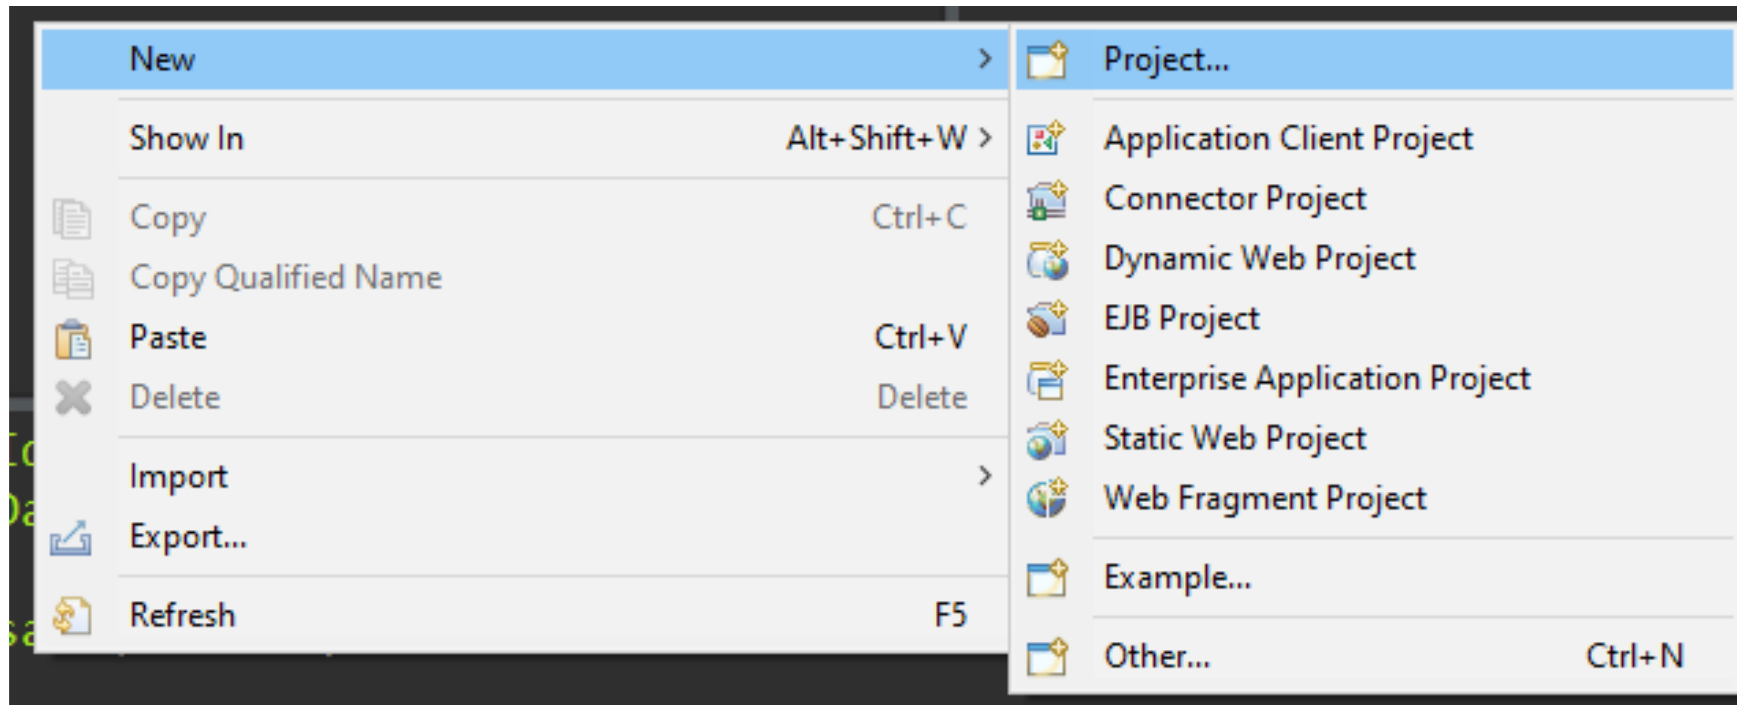 New
Show In Alt+Shift+W
Copy Ctrl+C
Copy Qualified Name
Paste Ctrl+V
Delete Delete
Import
Export...
Refresh F5
Project...
Application Client Project
Connector Project
Dynamic Web Project
EJB Project
Enterprise Application Project
Static Web Project
Web Fragment Project
Example...
Other... Ctrl+N